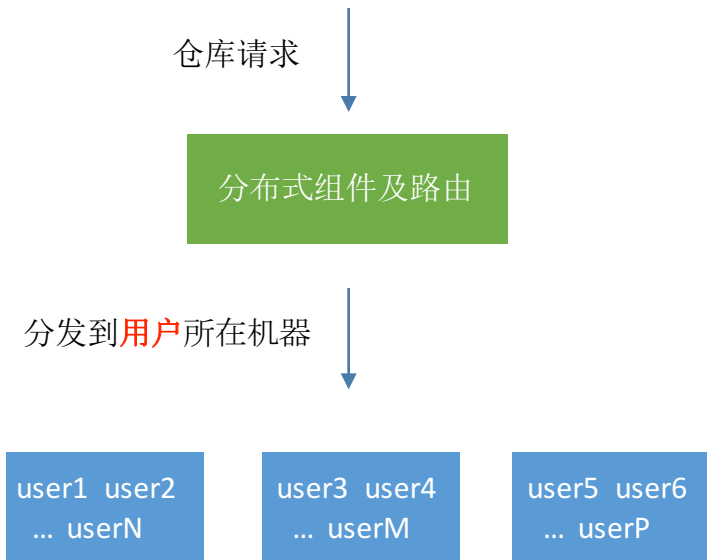 仓库请求
分布式组件及路由
分发到用户所在机器
user1 user2
... userN
user3 user4
... userM
user5 user6
... userP